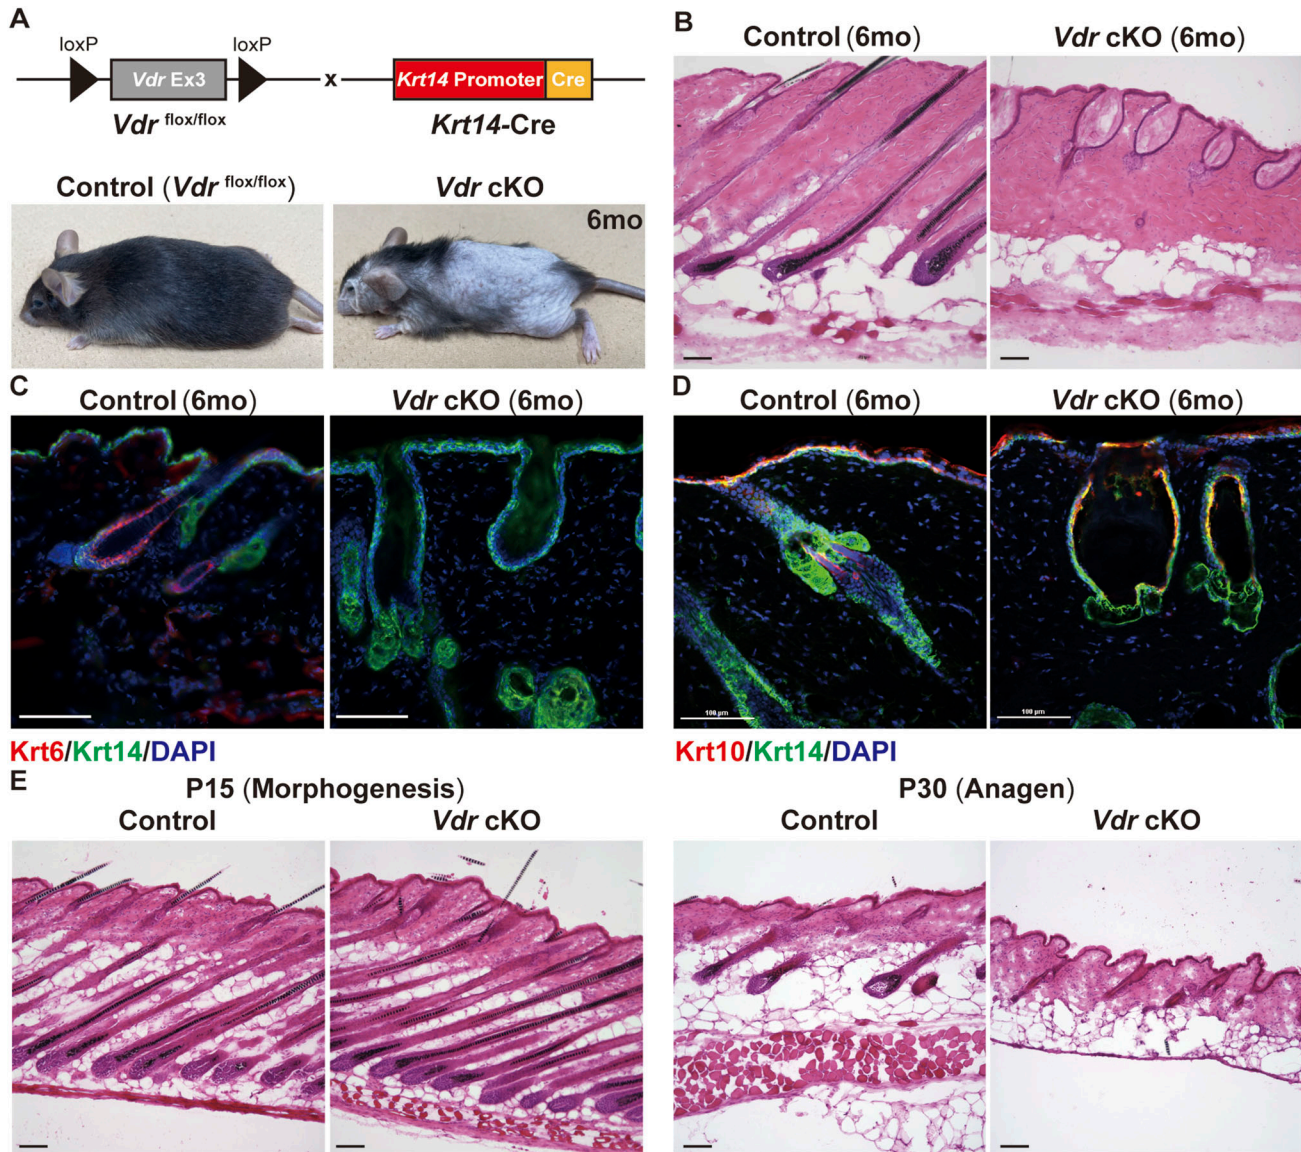 A
loxP
loxP
Vdr Ex3
x
Krt14 Promoter
Cre
Vdr flox/flox
Krt14-Cre
Control (Vdr flox/flox)
Vdr cKO
6mo
B
Control (6mo)
Vdr cKO (6mo)
C
Control (6mo)
Vdr cKO (6mo)
Krt6/Krt14/DAPI
D
Control (6mo)
Vdr cKO (6mo)
100 µm
100 µm
Krt10/Krt14/DAPI
E
P15 (Morphogenesis)
Control
Vdr cKO
P30 (Anagen)
Control
Vdr cKO